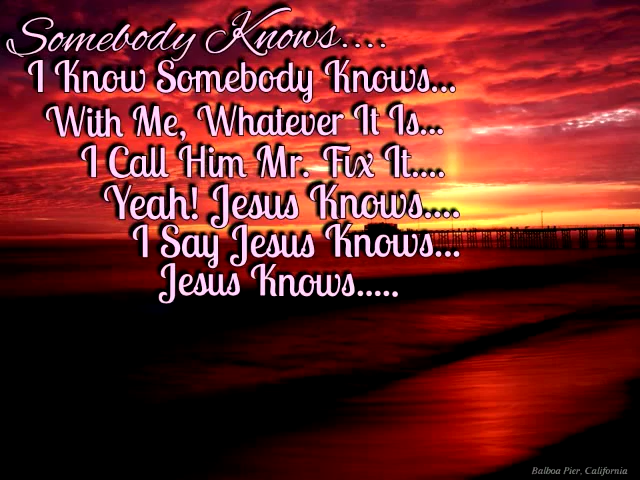 Somebody Knows....
I Know Somebody Knows...
With Me, Whatever It Is...
I Call Him Mr. Fix It....
Yeah! Jesus Knows....
I Say Jesus Knows...
Jesus Knows.....
Balboa Pier, California